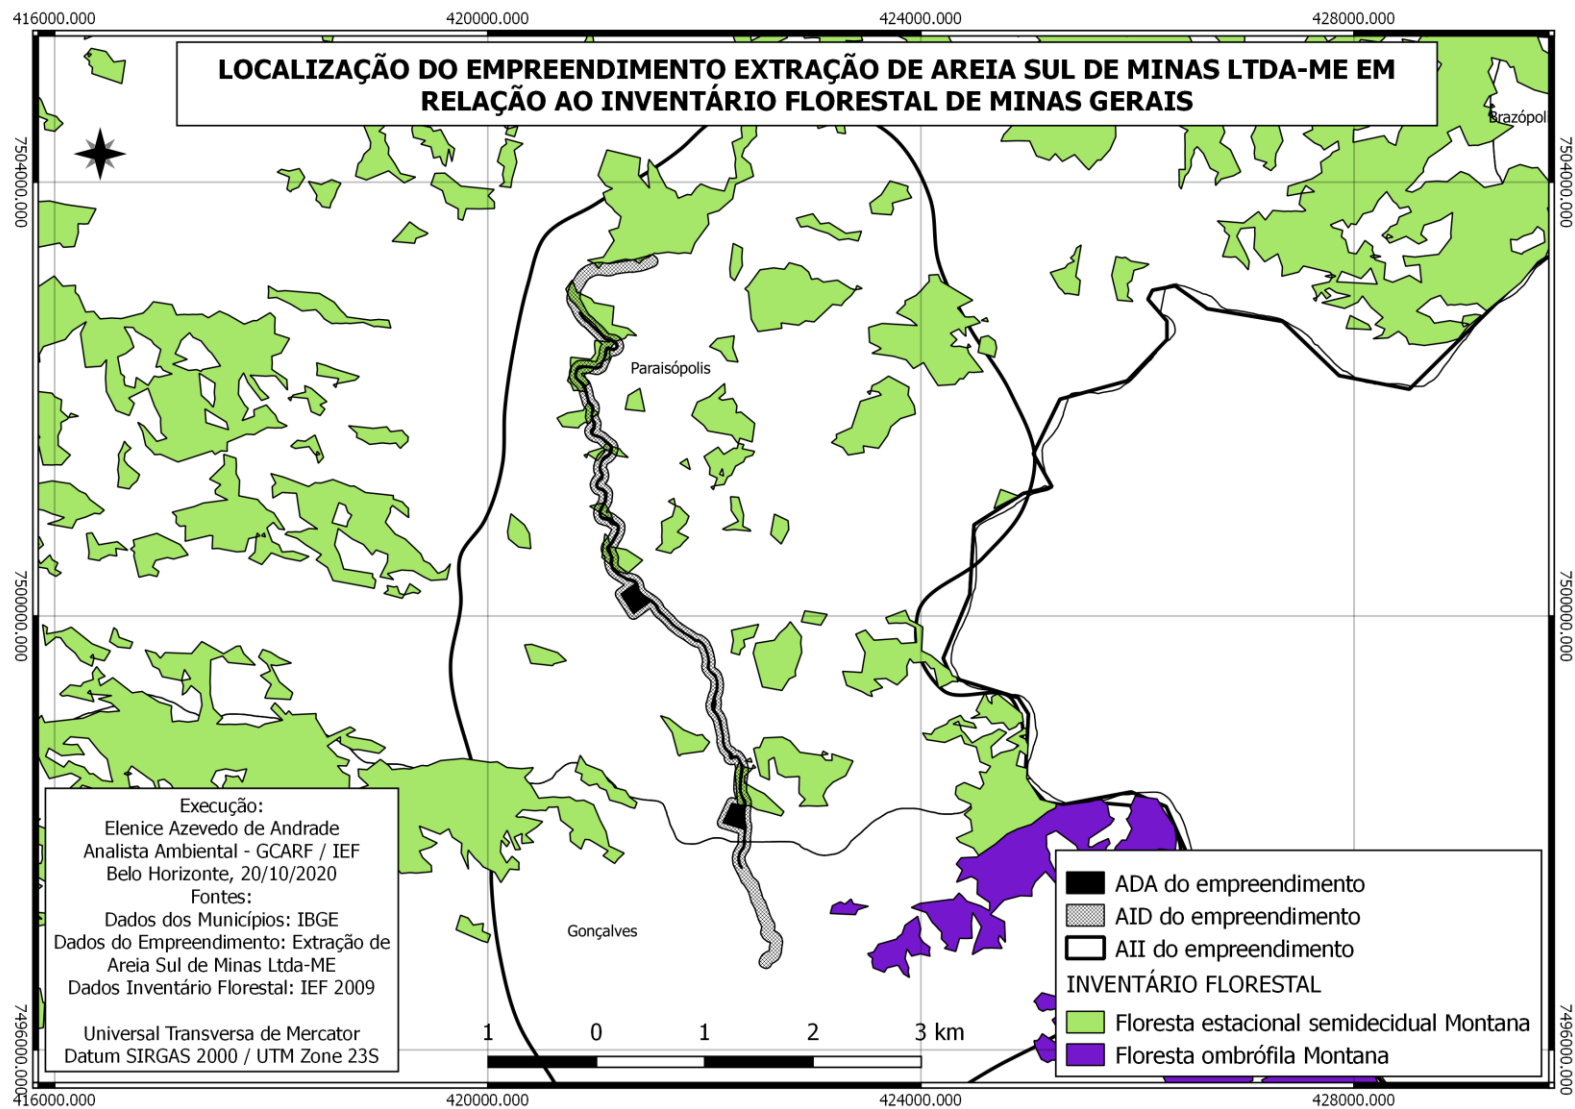 416000.000
420000.000
424000.000
428000.000
LOCALIZAÇÃO DO EMPREENDIMENTO EXTRAÇÃO DE AREIA SUL DE MINAS LTDA-ME EM
RELAÇÃO AO INVENTÁRIO FLORESTAL DE MINAS GERAIS
Brazópol
7504000.000
7504000.000
Paraisópolis
7500000.000
7500000.000
Execução:
Elenice Azevedo de Andrade
Analista Ambiental - GCARF / IEF
Belo Horizonte, 20/10/2020
Fontes:
Dados dos Municípios: IBGE
Dados do Empreendimento: Extração de
Areia Sul de Minas Ltda-ME
Dados Inventário Florestal: IEF 2009
Universal Transversa de Mercator
Datum SIRGAS 2000 / UTM Zone 23S
Gonçalves
1 0 1 2 3 km
ADA do empreendimento
AID do empreendimento
AII do empreendimento
INVENTÁRIO FLORESTAL
Floresta estacional semidecidual Montana
Floresta ombrófila Montana
7496000.000
7496000.000
416000.000
420000.000
424000.000
428000.000